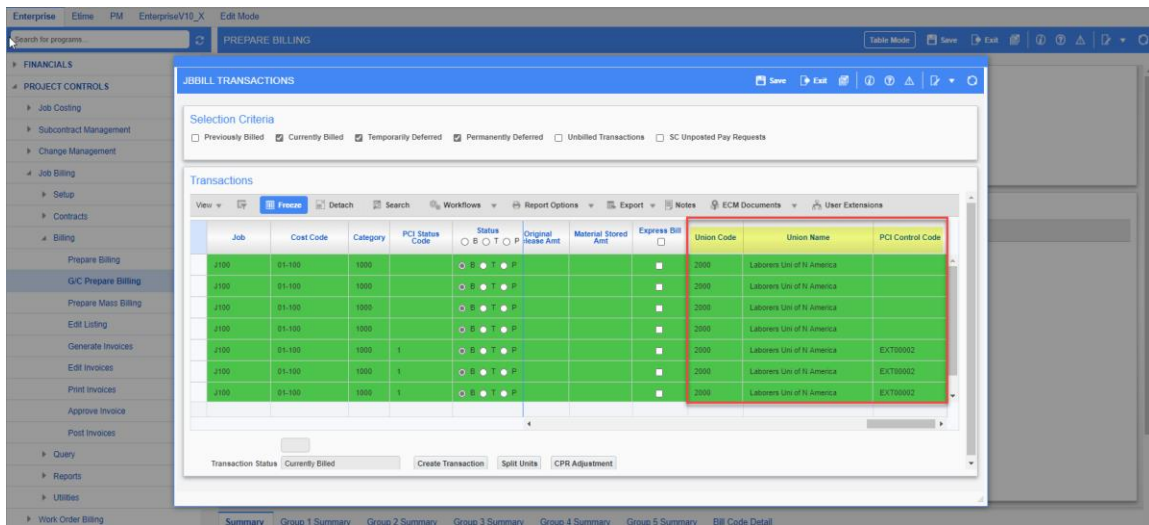 Enterprise Etime PM EnterpriseV10_X Edit Mode
Search for programs... PREPARE BILLING Table Mode Save Exit
FINANCIALS
PROJECT CONTROLS
Job Costing
Subcontract Management
Change Management
Job Billing
Setup
Contracts
Billing
Prepare Billing
G/C Prepare Billing
Prepare Mass Billing
Edit Listing
Generate Invoices
Edit Invoices
Print Invoices
Approve Invoice
Post Invoices
Query
Reports
Utilities
Work Order Billing
JBBILL TRANSACTIONS Save Exit
Selection Criteria
Previously Billed Currently Billed Temporarily Deferred Permanently Deferred Unbilled Transactions SC Unposted Pay Requests
Transactions
View Freeze Detach Search Workflows Report Options Export Notes ECM Documents User Extensions
Job Cost Code Category PCI Status Code Status B T P Original lease Amt Material Stored Amt Express Bill Union Code Union Name PCI Control Code
J100 01-100 1000 B T P 2000 Laborers Uni of N America
J100 01-100 1000 B T P 2000 Laborers Uni of N America
J100 01-100 1000 B T P 2000 Laborers Uni of N America
J100 01-100 1000 B T P 2000 Laborers Uni of N America
J100 01-100 1000 1 B T P 2000 Laborers Uni of N America EXT00002
J100 01-100 1000 1 B T P 2000 Laborers Uni of N America EXT00002
J100 01-100 1000 1 B T P 2000 Laborers Uni of N America EXT00002
Transaction Status Currently Billed Create Transaction Split Units CPR Adjustment
Summary Group 1 Summary Group 2 Summary Group 3 Summary Group 4 Summary Group 5 Summary Bill Code Detail